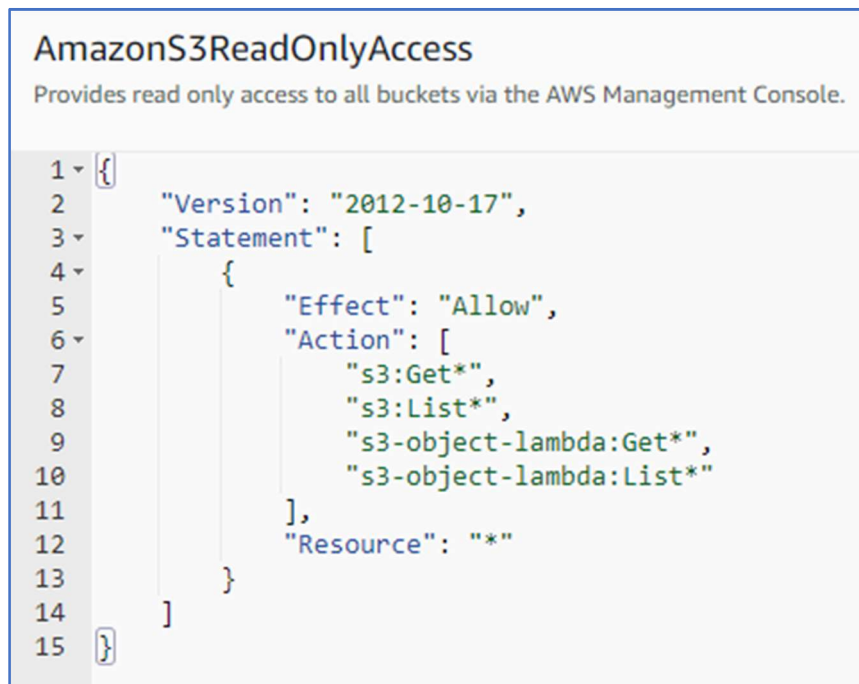 AmazonS3ReadOnlyAccess
Provides read only access to all buckets via the AWS Management Console.
1 {
2 "Version": "2012-10-17",
3 "Statement": [
4 {
5 "Effect": "Allow",
6 "Action": [
7 "s3:Get*",
8 "s3:List*",
9 "s3-object-lambda:Get*",
10 "s3-object-lambda:List*"
11 ],
12 "Resource": "*"
13 }
14 ]
15 }